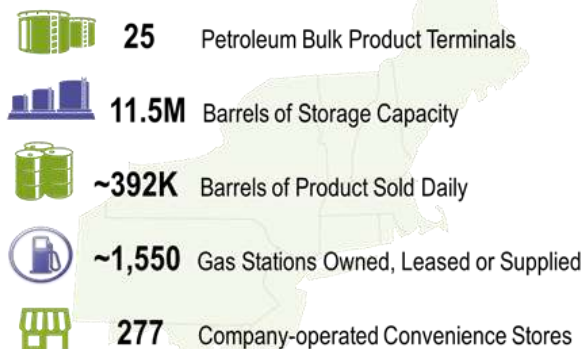 25 Petroleum Bulk Product Terminals
11.5M Barrels of Storage Capacity
~392K Barrels of Product Sold Daily
~1,550 Gas Stations Owned, Leased or Supplied
277 Company-operated Convenience Stores